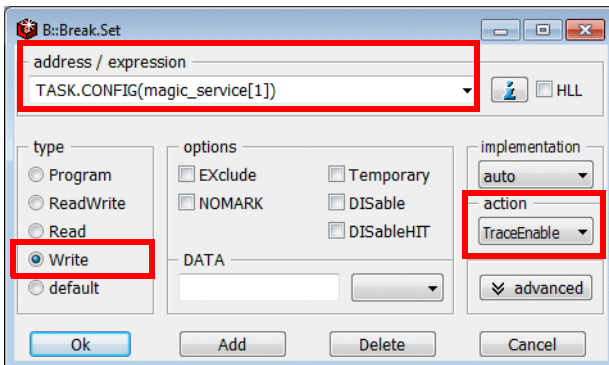 B::Break.Set
address / expression
TASK.CONFIG(magic_service[1])
i
HLL
type
options
implementation
Program
EXclude
Temporary
auto
ReadWrite
NOMARK
DISable
action
Read
DISableHIT
TraceEnable
Write
DATA
default
advanced
Ok
Add
Delete
Cancel